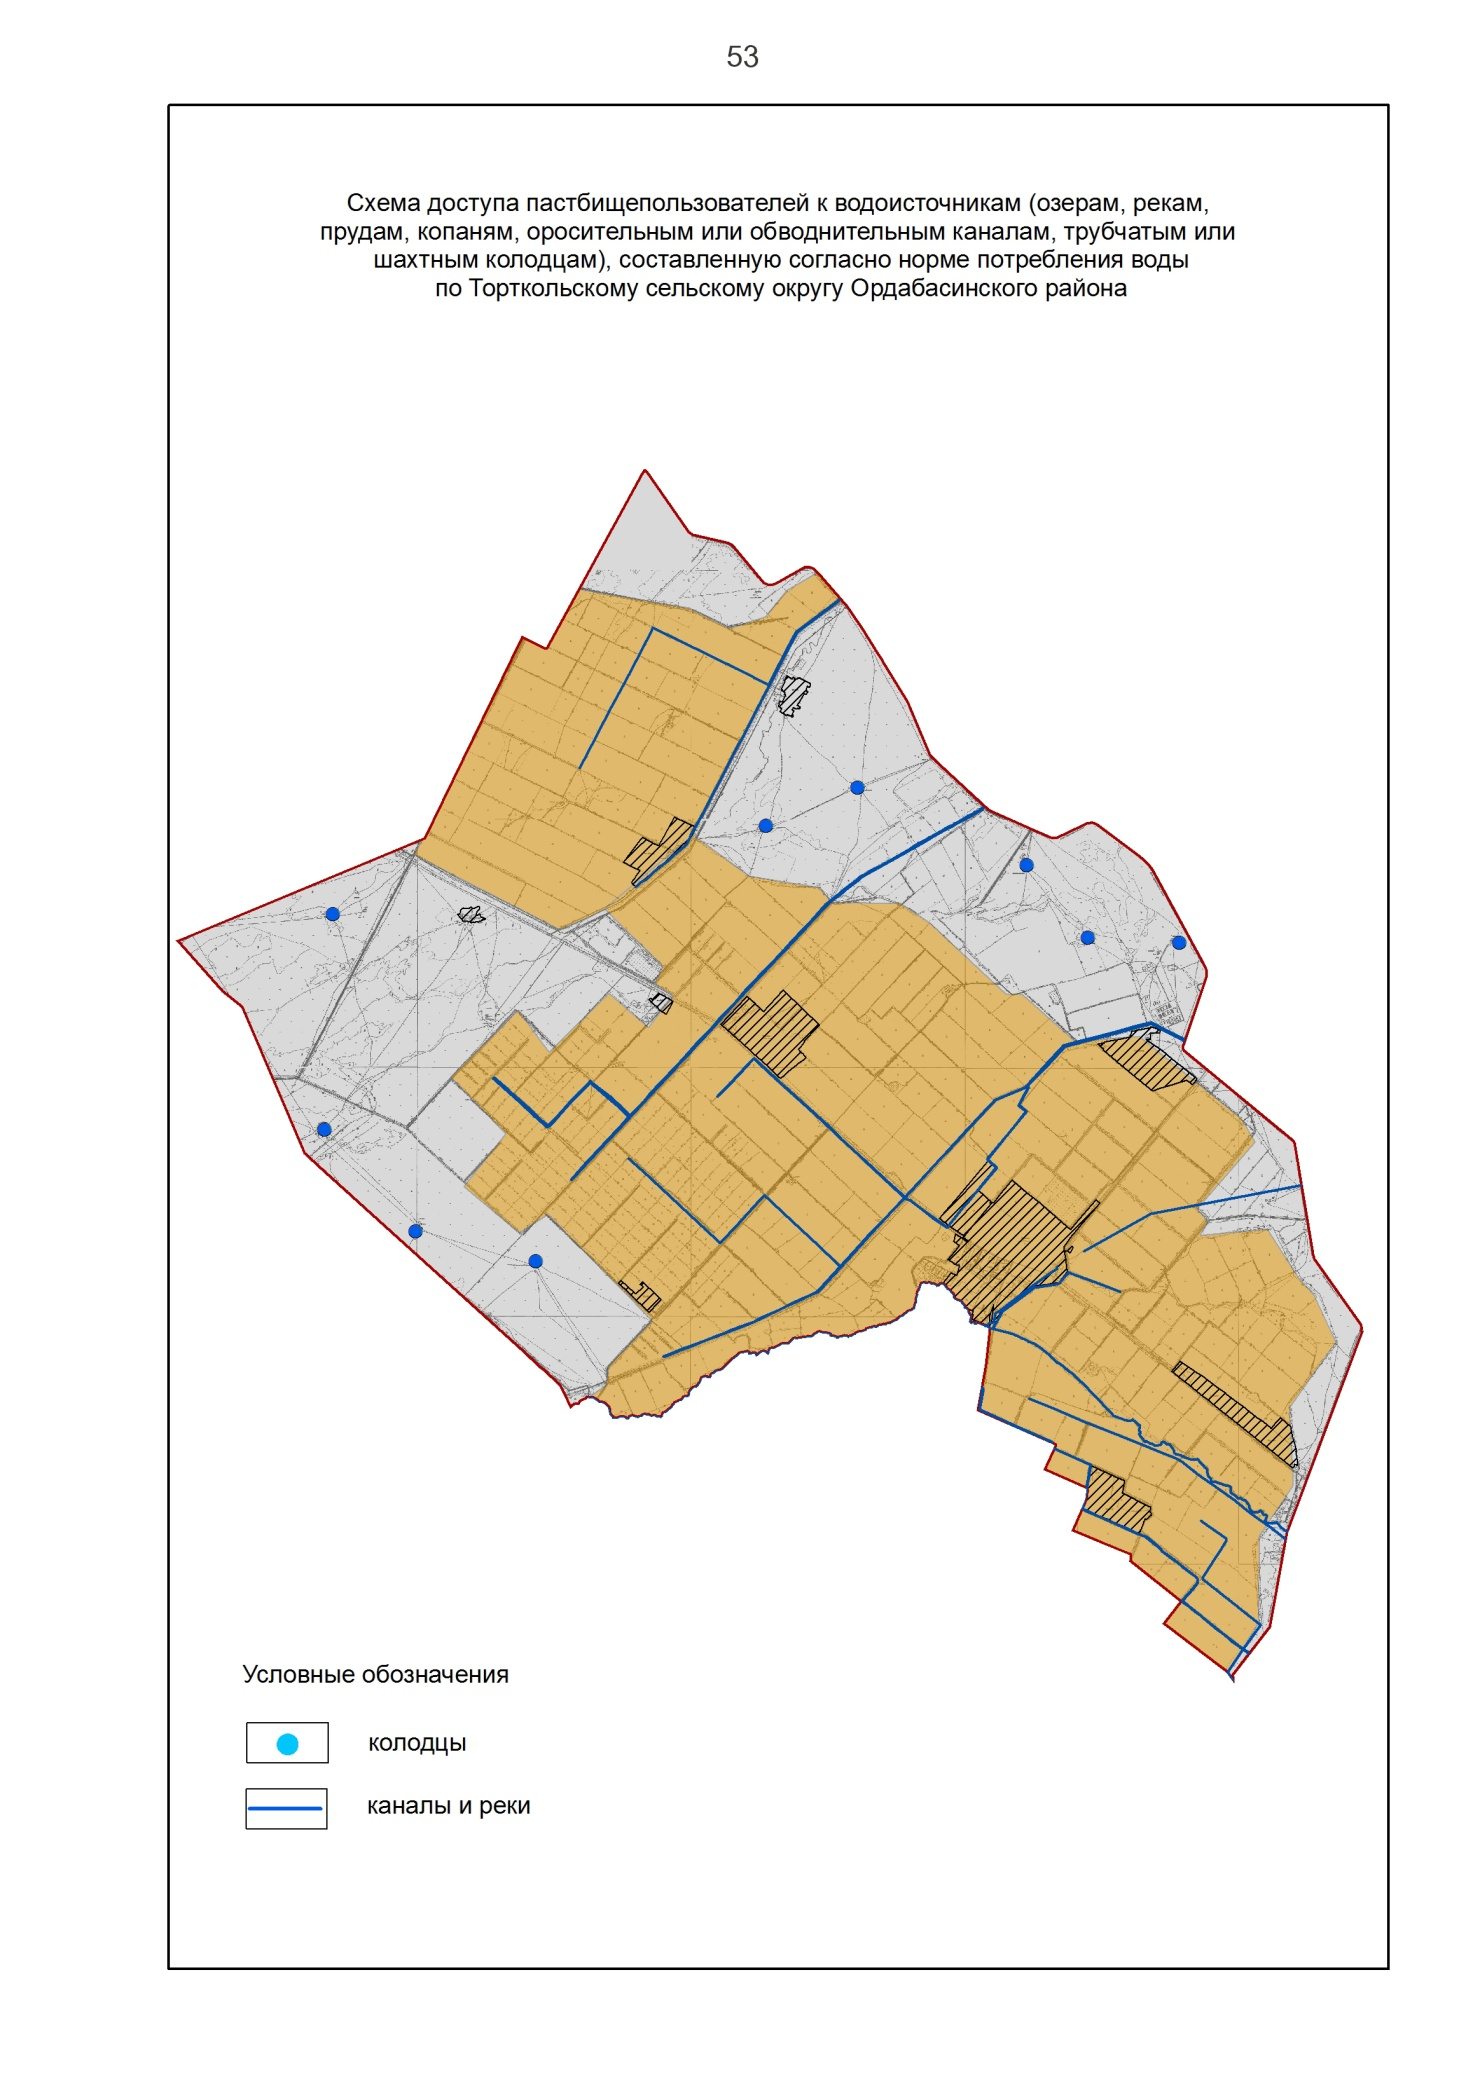 53
Схема доступа пастбищепользователей к водоисточникам (озерам, рекам,
прудам, копаням, оросительным или обводнительным каналам, трубчатым или
шахтным колодцам), составленную согласно норме потребления воды
по Торткольскому сельскому округу Ордабасинского района
Условные обозначения
колодцы
каналы и реки